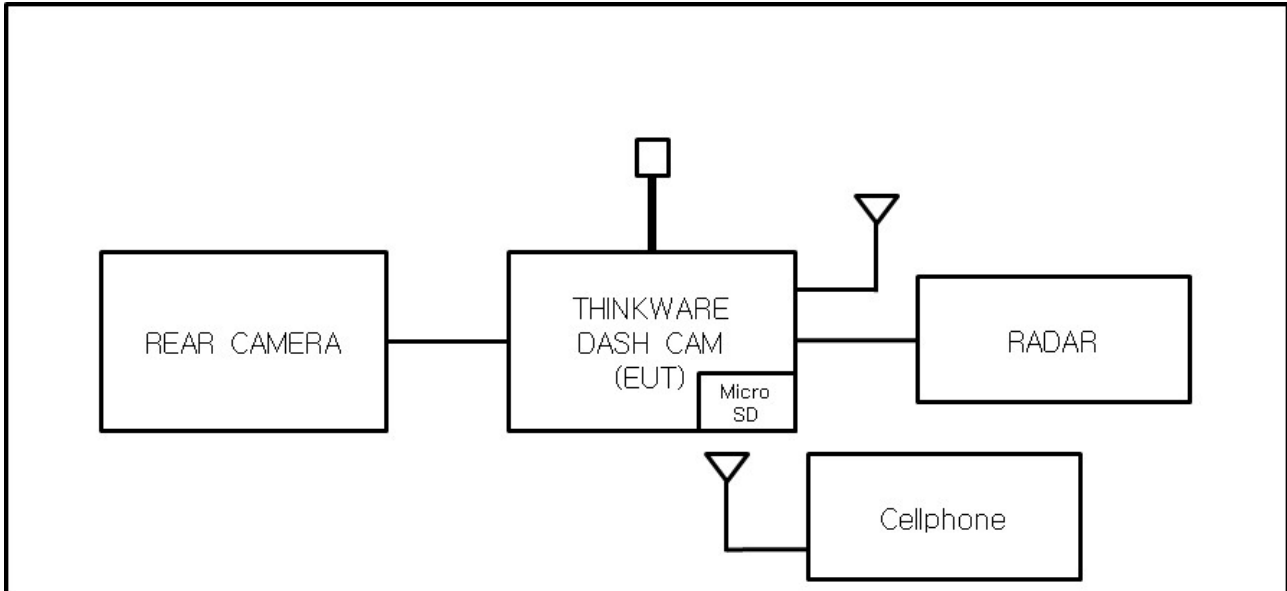 REAR CAMERA
THINKWARE
DASH CAM
(EUT)
Micro
SD
RADAR
Cellphone